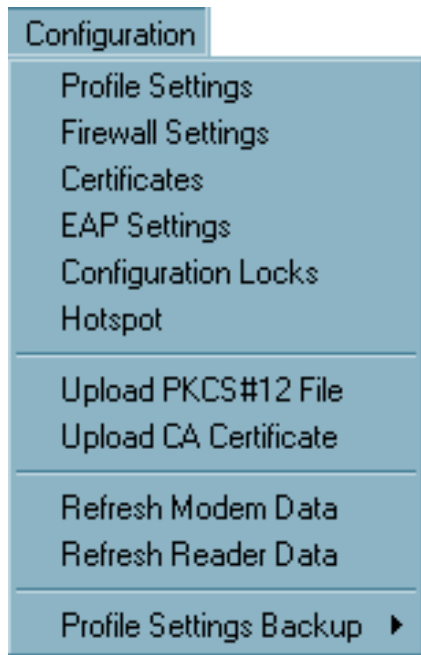 Configuration
Profile Settings
Firewall Settings
Certificates
EAP Settings
Configuration Locks
Hotspot
Upload PKCS#12 File
Upload CA Certificate
Refresh Modem Data
Refresh Reader Data
Profile Settings Backup